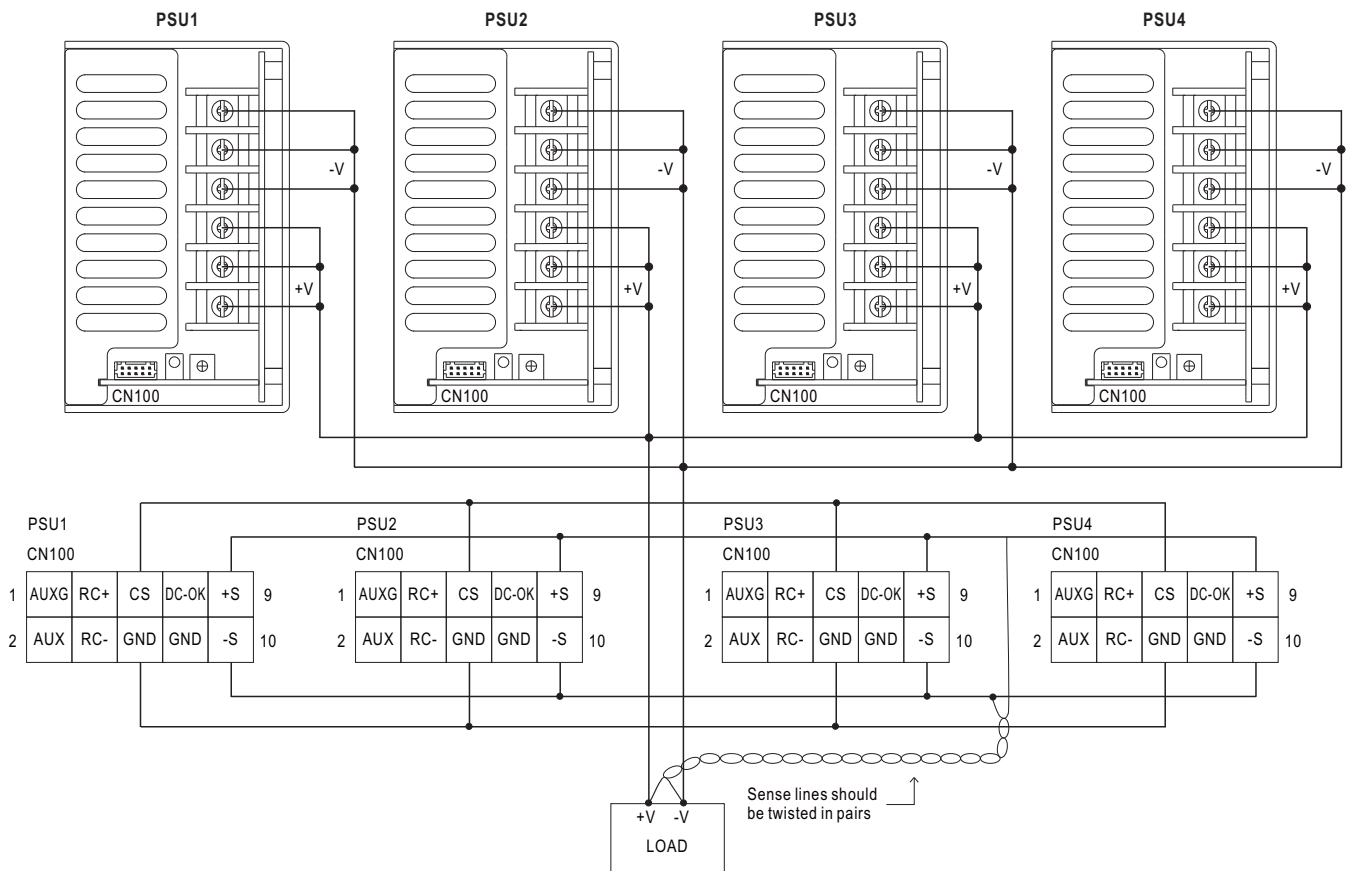 PSU1 PSU2 PSU3 PSU4
-V -V -V -V
+V +V +V +V
CN100 CN100 CN100 CN100
PSU1 PSU2 PSU3 PSU4
CN100 CN100 CN100 CN100
1 AUXG RC+ CS DC-OK +S 9 1 AUXG RC+ CS DC-OK +S 9 1 AUXG RC+ CS DC-OK +S 9 1 AUXG RC+ CS DC-OK +S 9
2 AUX RC- GND GND -S 10 2 AUX RC- GND GND -S 10 2 AUX RC- GND GND -S 10 2 AUX RC- GND GND -S 10
Sense lines should
be twisted in pairs
+V -V
LOAD